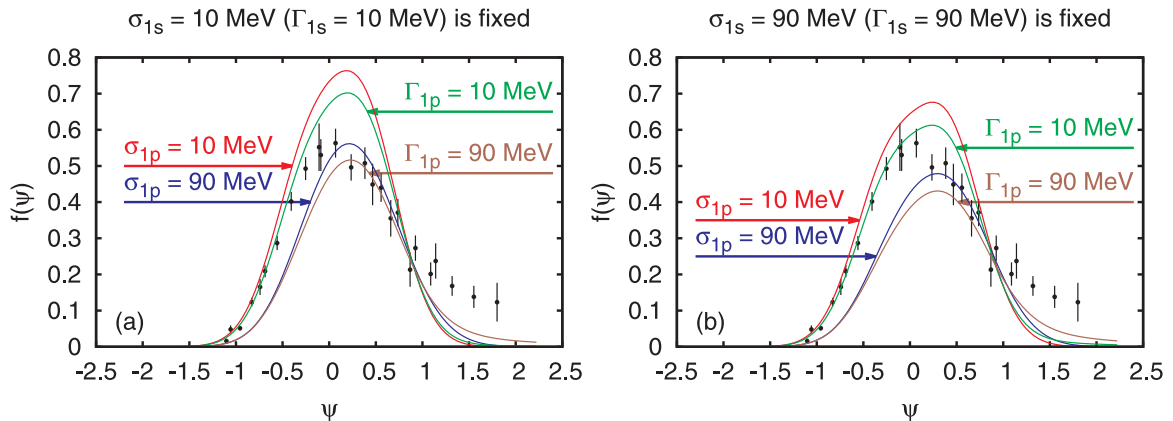 σ1s = 10 MeV (Γ1s = 10 MeV) is fixed
0.8
0.7
0.6
0.5
0.4
0.3
0.2
0.1
0
f(ψ)
Γ1p = 10 MeV
σ1p = 10 MeV
Γ1p = 90 MeV
σ1p = 90 MeV
(a)
-2.5 -2 -1.5 -1 -0.5 0 0.5 1 1.5 2 2.5
ψ
σ1s = 90 MeV (Γ1s = 90 MeV) is fixed
0.8
0.7
0.6
0.5
0.4
0.3
0.2
0.1
0
f(ψ)
Γ1p = 10 MeV
Γ1p = 90 MeV
σ1p = 10 MeV
σ1p = 90 MeV
(b)
-2.5 -2 -1.5 -1 -0.5 0 0.5 1 1.5 2 2.5
ψ